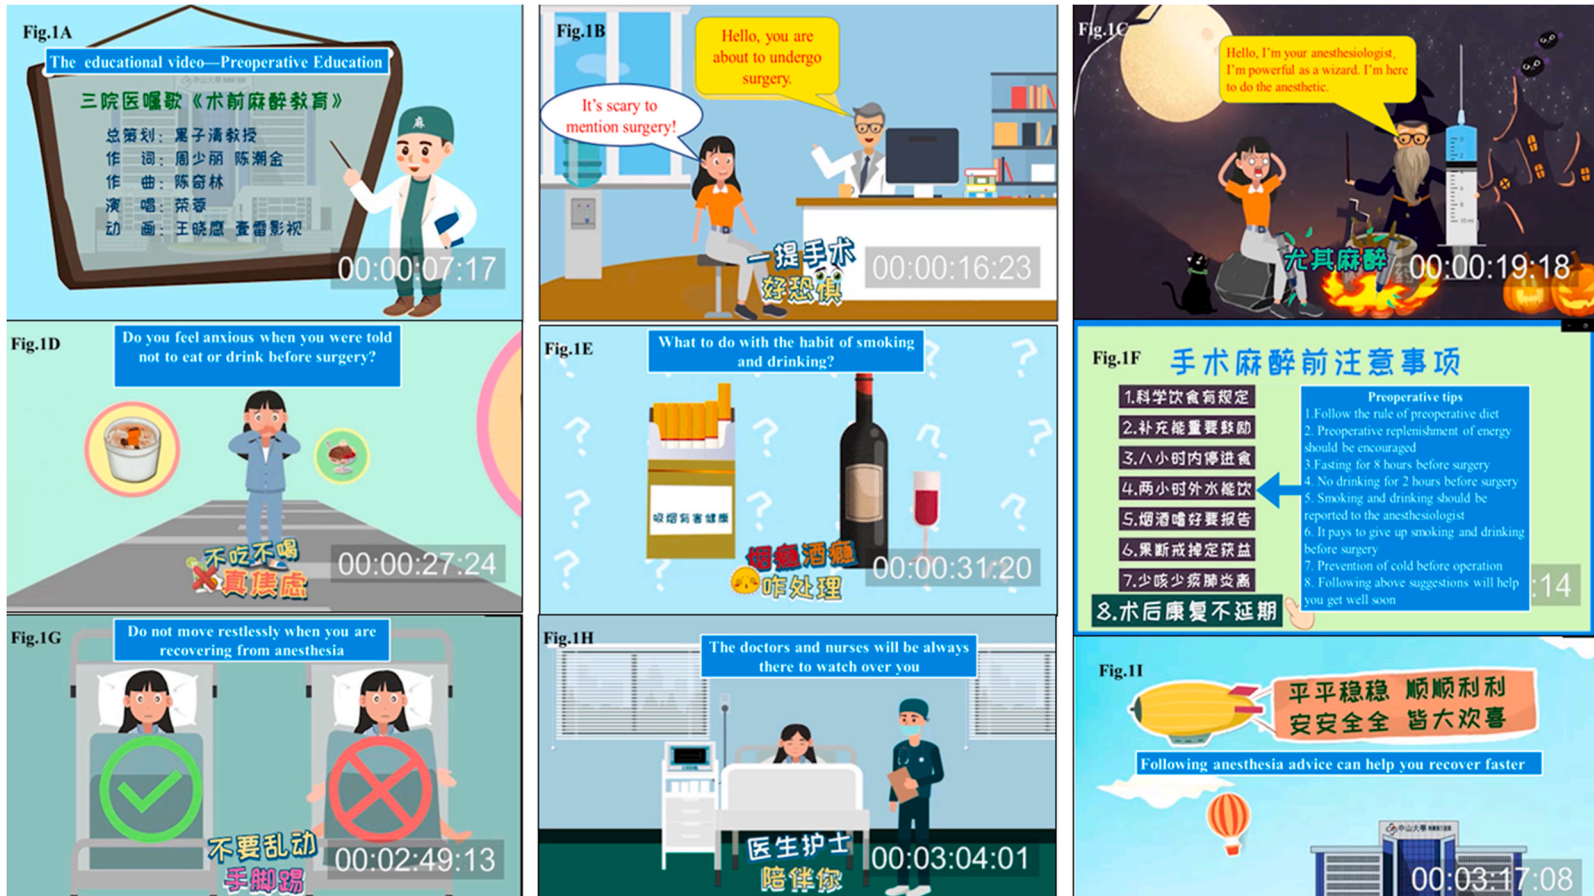 Fig.1A
The educational video—Preoperative Education
三院医嘱歌《术前麻醉教育》
总策划：黑子清教授
作 词：周少丽 陈潮金
作 曲：陈奇林
演 唱：荣蓉
动 画：王晓鹰 壹雷影视
00:00:07:17
Fig.1B
Hello, you are
about to undergo
surgery.
It's scary to
mention surgery!
一提手术
好恐惧
00:00:16:23
Fig.1C
Hello, I'm your anesthesiologist,
I'm powerful as a wizard. I'm here
to do the anesthetic.
尤其麻醉
00:00:19:18
Fig.1D
Do you feel anxious when you were told
not to eat or drink before surgery?
不吃不喝
真焦虑
00:00:27:24
Fig.1E
What to do with the habit of smoking
and drinking?
吸烟有害健康
烟瘾酒瘾
咋处理
00:00:31:20
Fig.1F
手术麻醉前注意事项
1.科学饮食有规定
2.补充能量要鼓励
3.八小时内停进食
4.两小时外水能饮
5.烟酒嗜好要报告
6.果断戒掉定获益
7.少咳少痰肺炎离
8.术后康复不延期
Preoperative tips
1.Follow the rule of preoperative diet
2. Preoperative replenishment of energy
should be encouraged
3.Fasting for 8 hours before surgery
4. No drinking for 2 hours before surgery
5. Smoking and drinking should be
reported to the anesthesiologist
6. It pays to give up smoking and drinking
before surgery
7. Prevention of cold before operation
8. Following above suggestions will help
you get well soon
:14
Fig.1G
Do not move restlessly when you are
recovering from anesthesia
不要乱动
手脚踢
00:02:49:13
Fig.1H
The doctors and nurses will be always
there to watch over you
医生护士
陪伴你
00:03:04:01
Fig.1I
平平稳稳 顺顺利利
安安全全 皆大欢喜
Following anesthesia advice can help you recover faster
00:03:17:08